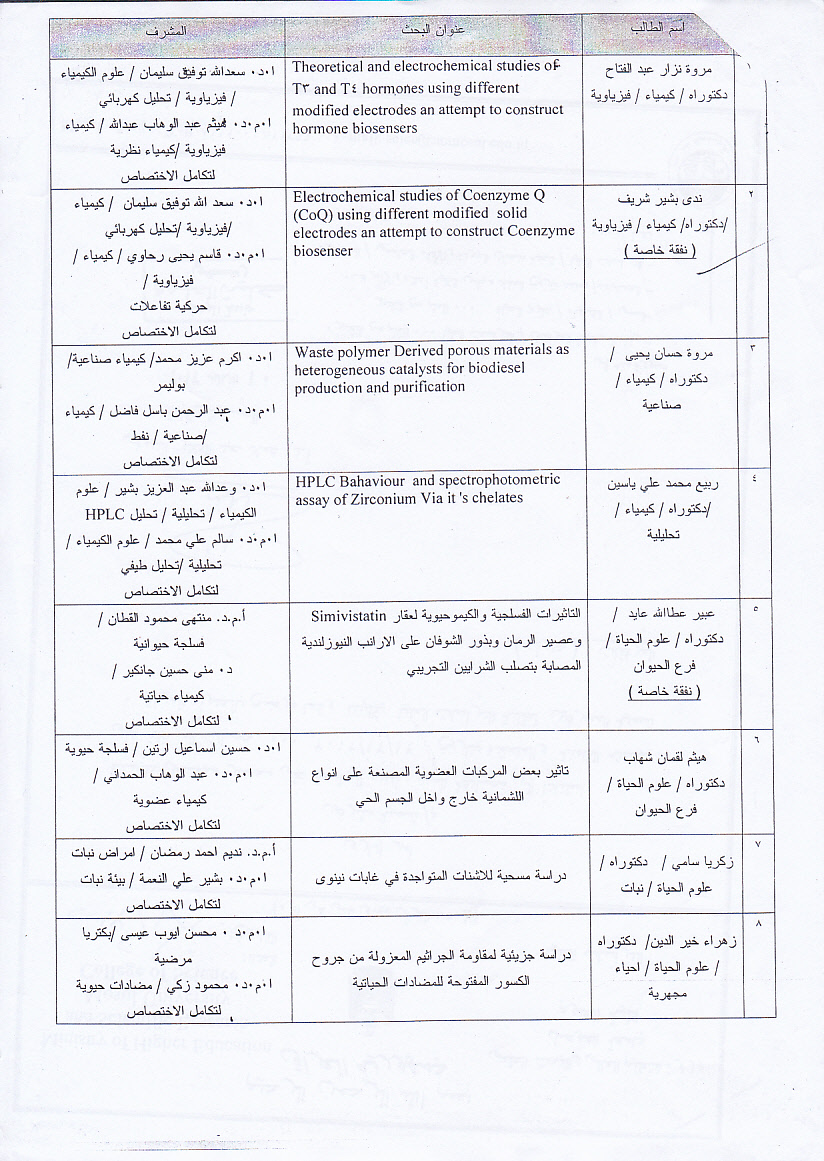 اسم الطالب
عنوان البحث
المشرف
١
مروة نزار عبد الفتاح
دكتوراه / كيمياء / فيزياوية
Theoretical and electrochemical studies of
T٣ and T٤ hormones using different
modified electrodes an attempt to construct
hormone biosensers
ا٠د٠ سعدالله توفيق سليمان / علوم الكيمياء
/ فيزياوية / تحليل كهربائي
ا٠م٠د٠ هيثم عبد الوهاب عبدالله / كيمياء
فيزياوية /كيمياء نظرية
لتكامل الاختصاص
٢
ندى بشير شريف
/دكتوراه/ كيمياء / فيزياوية
( نفقة خاصة )
Electrochemical studies of Coenzyme Q
(CoQ) using different modified solid
electrodes an attempt to construct Coenzyme
biosenser
ا٠د٠ سعد الله توفيق سليمان / كيمياء
/فيزياوية /تحليل كهربائي
ا٠م٠د٠ قاسم يحيى رحاوي / كيمياء /
فيزياوية /
حركية تفاعلات
لتكامل الاختصاص
٣
مروة حسان يحيى /
دكتوراه / كيمياء /
صناعية
Waste polymer Derived porous materials as
heterogeneous catalysts for biodiesel
production and purification
ا٠د٠ اكرم عزيز محمد/ كيمياء صناعية/
بوليمر
ا٠م٠د٠ عبد الرحمن باسل فاضل / كيمياء
/صناعية / نفط
لتكامل الاختصاص
٤
ربيع محمد علي ياسين
/دكتوراه / كيمياء /
تحليلية
HPLC Bahaviour and spectrophotometric
assay of Zirconium Via it 's chelates
ا٠د٠ وعدالله عبد العزيز بشير / علوم
الكيمياء / تحليلية / تحليل HPLC
ا٠م٠د٠ سالم علي محمد / علوم الكيمياء /
تحليلية /تحليل طيفي
لتكامل الاختصاص
٥
عبير عطاالله عايد /
دكتوراه / علوم الحياة /
فرع الحيوان
( نفقة خاصة )
التاثيرات الفسلجية والكيموحيوية لعقار Simivistatin
وعصير الرمان وبذور الشوفان على الارانب النيوزلندية
المصابة بتصلب الشرايين التجريبي
أ.م.د. منتهى محمود القطان /
فسلجة حيوانية
د٠ منى حسين جانكير /
كيمياء حياتية
لتكامل الاختصاص
٦
هيثم لقمان شهاب
دكتوراه / علوم الحياة /
فرع الحيوان
تاثير بعض المركبات العضوية المصنعة على انواع
اللشمانية خارج واخل الجسم الحي
ا٠د٠ حسين اسماعيل ارتين / فسلجة حيوية
ا٠م٠د٠ عبد الوهاب الحمداني /
كيمياء عضوية
لتكامل الاختصاص
٧
زكريا سامي / دكتوراه /
علوم الحياة / نبات
دراسة مسحية للاشنات المتواجدة في غابات نينوى
أ.م.د. نديم احمد رمضان / امراض نبات
ا٠م٠د٠ بشير علي النعمة / بيئة نبات
لتكامل الاختصاص
٨
زهراء خير الدين/ دكتوراه
/ علوم الحياة / احياء
مجهرية
دراسة جزيئية لمقاومة الجراثيم المعزولة من جروح
الكسور المفتوحة للمضادات الحياتية
ا٠م٠د ٠ محسن ايوب عيسى /بكتريا
مرضية
ا٠م٠د٠ محمود زكي / مضادات حيوية
لتكامل الاختصاص